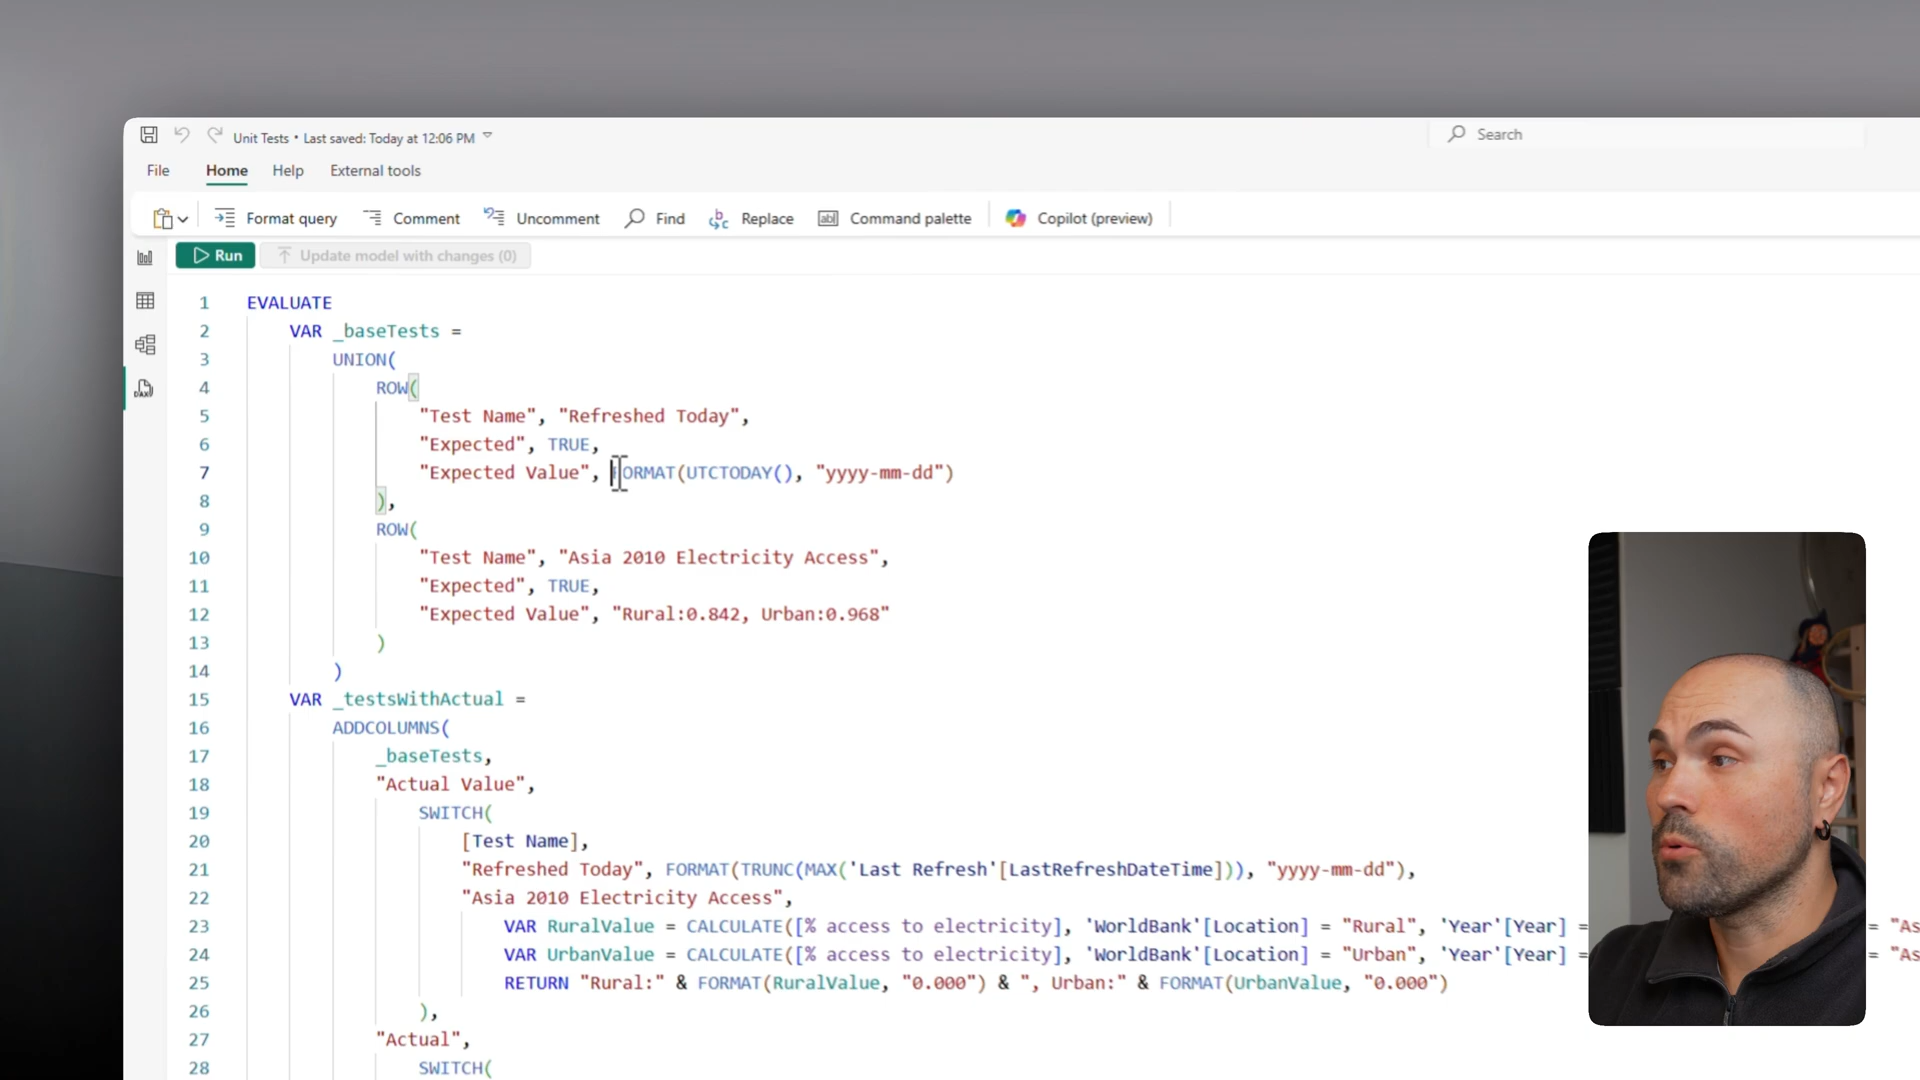 Unit Tests • Last saved: Today at 12:06 PM
Search
File Home Help External tools
Format query Comment Uncomment Find Replace Command palette Copilot (preview)
Run Update model with changes (0)
1 EVALUATE
2 VAR _baseTests =
3 UNION(
4 ROW(
5 "Test Name", "Refreshed Today",
6 "Expected", TRUE,
7 "Expected Value", FORMAT(UTCTODAY(), "yyyy-mm-dd")
8 ),
9 ROW(
10 "Test Name", "Asia 2010 Electricity Access",
11 "Expected", TRUE,
12 "Expected Value", "Rural:0.842, Urban:0.968"
13 )
14 )
15 VAR _testsWithActual =
16 ADDCOLUMNS(
17 _baseTests,
18 "Actual Value",
19 SWITCH(
20 [Test Name],
21 "Refreshed Today", FORMAT(TRUNC(MAX('Last Refresh'[LastRefreshDateTime])), "yyyy-mm-dd"),
22 "Asia 2010 Electricity Access",
23 VAR RuralValue = CALCULATE([% access to electricity], 'WorldBank'[Location] = "Rural", 'Year'[Year] = = "As
24 VAR UrbanValue = CALCULATE([% access to electricity], 'WorldBank'[Location] = "Urban", 'Year'[Year] = = "As
25 RETURN "Rural:" & FORMAT(RuralValue, "0.000") & ", Urban:" & FORMAT(UrbanValue, "0.000")
26 ),
27 "Actual",
28 SWITCH(